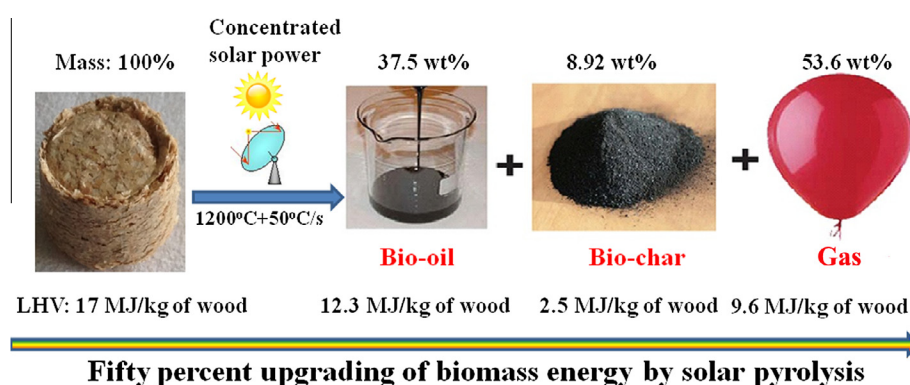 Concentrated
solar power
Mass: 100%
37.5 wt%
8.92 wt%
53.6 wt%
+
+
1200°C+50°C/s
Bio-oil
Bio-char
Gas
LHV: 17 MJ/kg of wood
12.3 MJ/kg of wood
2.5 MJ/kg of wood
9.6 MJ/kg of wood
Fifty percent upgrading of biomass energy by solar pyrolysis